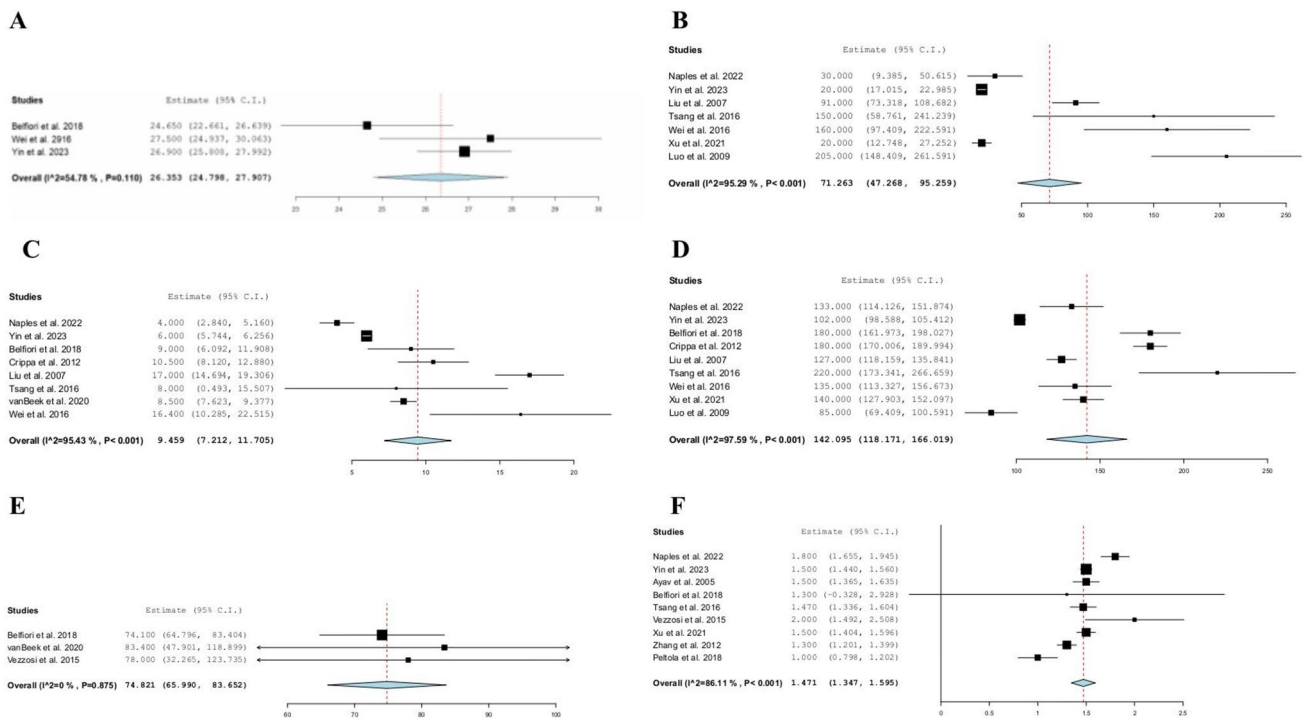 A
Studies Estimate (95% C.I.)
Belfiori et al. 2018 24.650 (22.661, 26.639)
Wei et al. 2916 27.500 (24.937, 30.063)
Yin et al. 2023 26.900 (25.808, 27.992)
Overall (I^2=54.78 % , P=0.110) 26.353 (24.798, 27.907)
23 24 25 26 27 28 29 30
B
Studies Estimate (95% C.I.)
Naples et al. 2022 30.000 (9.385, 50.615)
Yin et al. 2023 20.000 (17.015, 22.985)
Liu et al. 2007 91.000 (73.318, 108.682)
Tsang et al. 2016 150.000 (58.761, 241.239)
Wei et al. 2016 160.000 (97.409, 222.591)
Xu et al. 2021 20.000 (12.748, 27.252)
Luo et al. 2009 205.000 (148.409, 261.591)
Overall (I^2=95.29 % , P< 0.001) 71.263 (47.268, 95.259)
50 100 150 200 250
C
Studies Estimate (95% C.I.)
Naples et al. 2022 4.000 (2.840, 5.160)
Yin et al. 2023 6.000 (5.744, 6.256)
Belfiori et al. 2018 9.000 (6.092, 11.908)
Crippa et al. 2012 10.500 (8.120, 12.880)
Liu et al. 2007 17.000 (14.694, 19.306)
Tsang et al. 2016 8.000 (0.493, 15.507)
vanBeek et al. 2020 8.500 (7.623, 9.377)
Wei et al. 2016 16.400 (10.285, 22.515)
Overall (I^2=95.43 % , P< 0.001) 9.459 (7.212, 11.705)
5 10 15 20
D
Studies Estimate (95% C.I.)
Naples et al. 2022 133.000 (114.126, 151.874)
Yin et al. 2023 102.000 (98.588, 105.412)
Belfiori et al. 2018 180.000 (161.973, 198.027)
Crippa et al. 2012 180.000 (170.006, 189.994)
Liu et al. 2007 127.000 (118.159, 135.841)
Tsang et al. 2016 220.000 (173.341, 266.659)
Wei et al. 2016 135.000 (113.327, 156.673)
Xu et al. 2021 140.000 (127.903, 152.097)
Luo et al. 2009 85.000 (69.409, 100.591)
Overall (I^2=97.59 % , P< 0.001) 142.095 (118.171, 166.019)
100 150 200 250
E
Studies Estimate (95% C.I.)
Belfiori et al. 2018 74.100 (64.796, 83.404)
vanBeek et al. 2020 83.400 (47.901, 118.899)
Vezzosi et al. 2015 78.000 (32.265, 123.735)
Overall (I^2=0 % , P=0.875) 74.821 (65.990, 83.652)
60 70 80 90 100
F
Studies Estimate (95% C.I.)
Naples et al. 2022 1.800 (1.655, 1.945)
Yin et al. 2023 1.500 (1.440, 1.560)
Ayav et al. 2005 1.500 (1.365, 1.635)
Belfiori et al. 2018 1.300 (-0.328, 2.928)
Tsang et al. 2016 1.470 (1.336, 1.604)
Vezzosi et al. 2015 2.000 (1.492, 2.508)
Xu et al. 2021 1.500 (1.404, 1.596)
Zhang et al. 2012 1.300 (1.201, 1.399)
Peltola et al. 2018 1.000 (0.798, 1.202)
Overall (I^2=86.11 % , P< 0.001) 1.471 (1.347, 1.595)
0 0.5 1 1.5 2 2.5